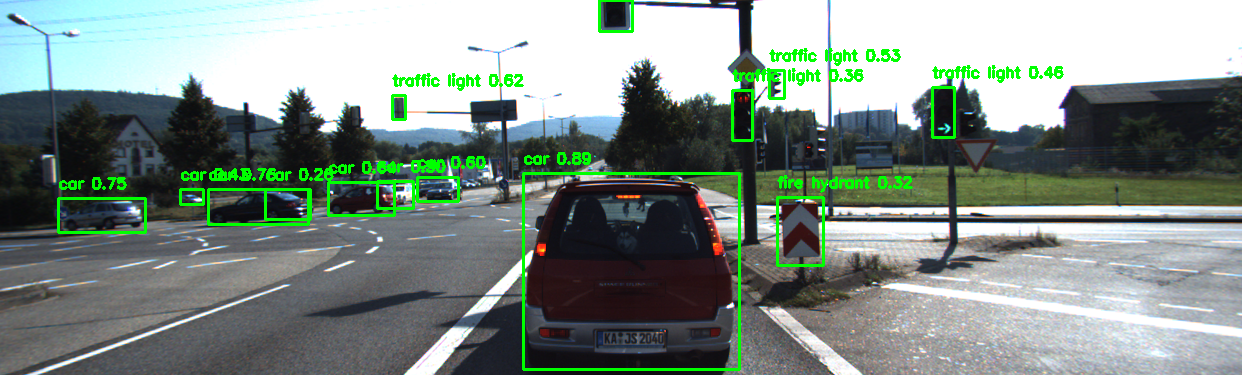 traffic light 0.53
traffic light 0.62
traffic light 0.36
traffic light 0.46
car 0.89
car 0.60
car 0.75
car 0.26
fire hydrant 0.32
KA JS 2040